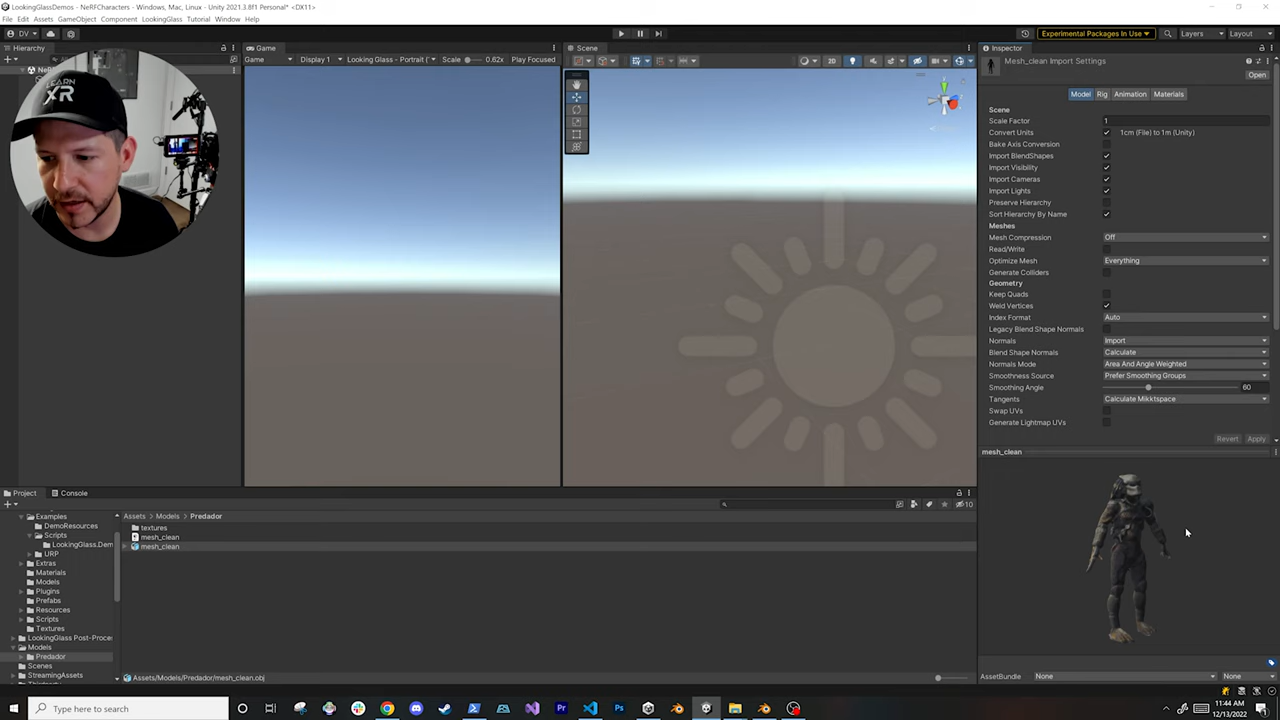 LookingGlassDemos - NeRFCharacters - Windows, Mac, Linux - Unity 2021.3.8f1 Personal* <DX11>
File Edit Assets GameObject Component LookingGlass Tutorial Window Help
DV
Experimental Packages In Use
Layers
Layout
Hierarchy
Game
Scene
Inspector
Game Display 1 Looking Glass - Portrait ( Scale 0.62x Play Focused
2D
LEARN
XR
Mesh_clean Import Settings
Open
Model Rig Animation Materials
Scene
Scale Factor 1
Convert Units 1cm (File) to 1m (Unity)
Bake Axis Conversion
Import BlendShapes
Import Visibility
Import Cameras
Import Lights
Preserve Hierarchy
Sort Hierarchy By Name
Meshes
Mesh Compression Off
Read/Write
Optimize Mesh Everything
Generate Colliders
Geometry
Keep Quads
Weld Vertices
Index Format Auto
Legacy Blend Shape Normals
Normals Import
Blend Shape Normals Calculate
Normals Mode Area And Angle Weighted
Smoothness Source Prefer Smoothing Groups
Smoothing Angle 60
Tangents Calculate Mikktspace
Swap UVs
Generate Lightmap UVs
Revert Apply
mesh_clean
AssetBundle None None
Project Console
10
Examples
DemoResources
Scripts
LookingGlass.Dem
URP
Extras
Materials
Models
Plugins
Prefabs
Resources
Scripts
Textures
LookingGlass Post-Proce
Models
Predador
Scenes
StreamingAssets
Assets > Models > Predador
textures
mesh_clean
mesh_clean
Assets/Models/Predador/mesh_clean.obj
Type here to search
11:44 AM
12/13/2022